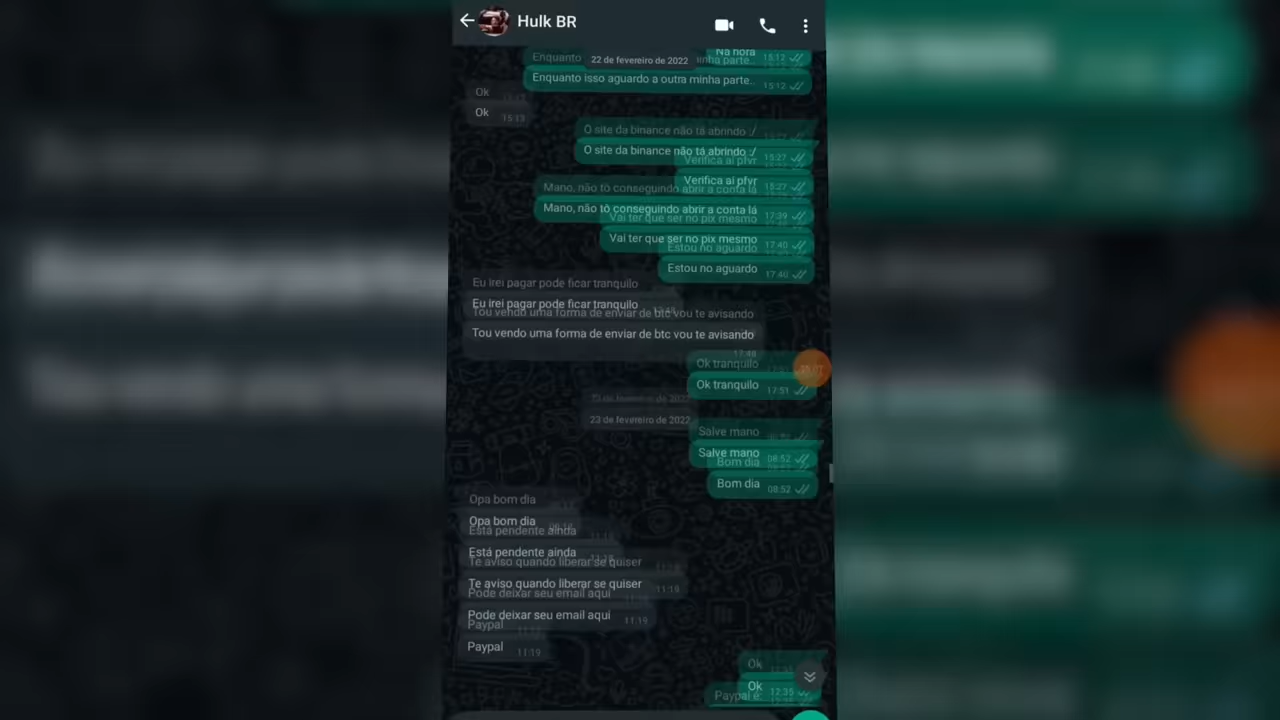 Hulk BR
Na hora
15:12
22 de fevereiro de 2022
Enquanto isso aguardo a outra minha parte..
15:12
Ok
15:13
O site da binance não tá abrindo :/
15:27
Verifica aí pfvr
15:27
Mano, não tô conseguindo abrir a conta lá
17:39
Vai ter que ser no pix mesmo
17:40
Estou no aguardo
17:40
Eu irei pagar pode ficar tranquilo
Tou vendo uma forma de enviar de btc vou te avisando
17:48
Ok tranquilo
17:51
23 de fevereiro de 2022
Salve mano
08:52
Bom dia
08:52
Opa bom dia
Está pendente ainda
Te aviso quando liberar se quiser
11:19
Pode deixar seu email aqui
11:19
Paypal
11:19
Ok
12:35